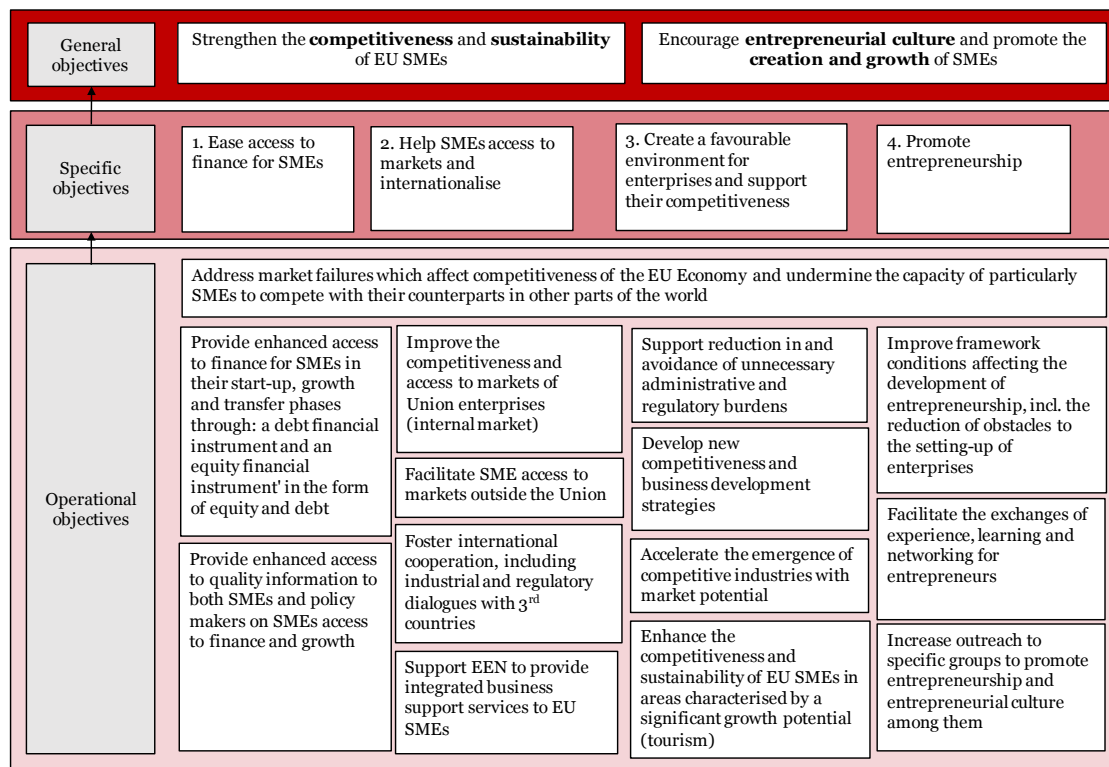 General
objectives
Strengthen the competitiveness and sustainability
of EU SMEs
Encourage entrepreneurial culture and promote the
creation and growth of SMEs
Specific
objectives
1. Ease access to
finance for SMEs
2. Help SMEs access to
markets and
internationalise
3. Create a favourable
environment for
enterprises and support
their competitiveness
4. Promote
entrepreneurship
Operational
objectives
Address market failures which affect competitiveness of the EU Economy and undermine the capacity of particularly
SMEs to compete with their counterparts in other parts of the world
Provide enhanced access
to finance for SMEs in
their start-up, growth
and transfer phases
through: a debt financial
instrument and an
equity financial
instrument' in the form
of equity and debt
Provide enhanced access
to quality information to
both SMEs and policy
makers on SMEs access
to finance and growth
Improve the
competitiveness and
access to markets of
Union enterprises
(internal market)
Facilitate SME access to
markets outside the Union
Foster international
cooperation, including
industrial and regulatory
dialogues with 3rd
countries
Support EEN to provide
integrated business
support services to EU
SMEs
Support reduction in and
avoidance of unnecessary
administrative and
regulatory burdens
Develop new
competitiveness and
business development
strategies
Accelerate the emergence of
competitive industries with
market potential
Enhance the
competitiveness and
sustainability of EU SMEs in
areas characterised by a
significant growth potential
(tourism)
Improve framework
conditions affecting the
development of
entrepreneurship, incl. the
reduction of obstacles to
the setting-up of
enterprises
Facilitate the exchanges of
experience, learning and
networking for
entrepreneurs
Increase outreach to
specific groups to promote
entrepreneurship and
entrepreneurial culture
among them